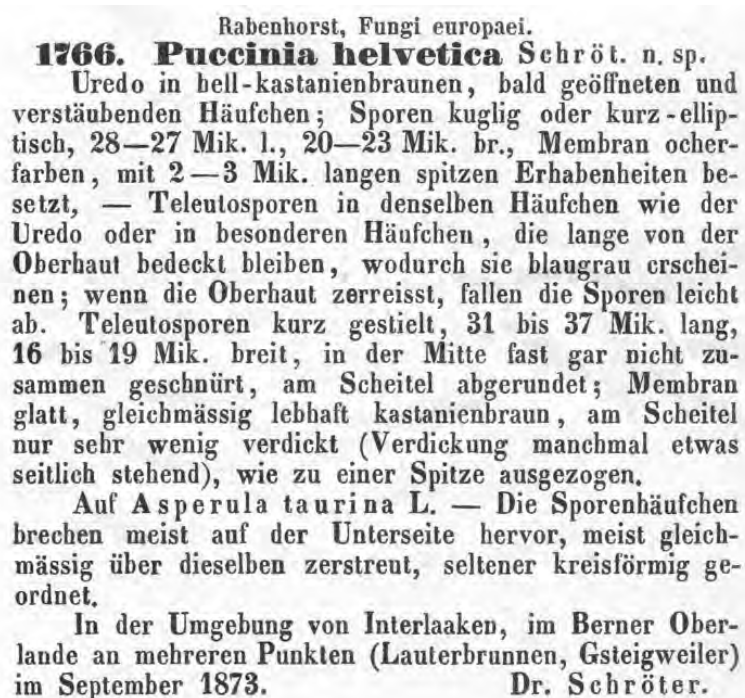 Rabenhorst, Fungi europaei.
1766. Puccinia helvetica Schröt. n. sp.
Uredo in hell-kastanienbraunen, bald geöffneten und
verstäubenden Häufchen; Sporen kuglig oder kurz-ellip-
tisch, 28—27 Mik. l., 20—23 Mik. br., Membran ocher-
farben, mit 2—3 Mik. langen spitzen Erhabenheiten be-
setzt, — Teleutosporen in denselben Häufchen wie der
Uredo oder in besonderen Häufchen, die lange von der
Oberhaut bedeckt bleiben, wodurch sie blaugrau erschei-
nen; wenn die Oberhaut zerreisst, fallen die Sporen leicht
ab. Teleutosporen kurz gestielt, 31 bis 37 Mik. lang,
16 bis 19 Mik. breit, in der Mitte fast gar nicht zu-
sammen geschnürt, am Scheitel abgerundet; Membran
glatt, gleichmässig lebhaft kastanienbraun, am Scheitel
nur sehr wenig verdickt (Verdickung manchmal etwas
seitlich stehend), wie zu einer Spitze ausgezogen.
Auf Asperula taurina L. — Die Sporenhäufchen
brechen meist auf der Unterseite hervor, meist gleich-
mässig über dieselben zerstreut, seltener kreisförmig ge-
ordnet.
In der Umgebung von Interlaaken, im Berner Ober-
lande an mehreren Punkten (Lauterbrunnen, Gsteigweiler)
im September 1873. Dr. Schröter.